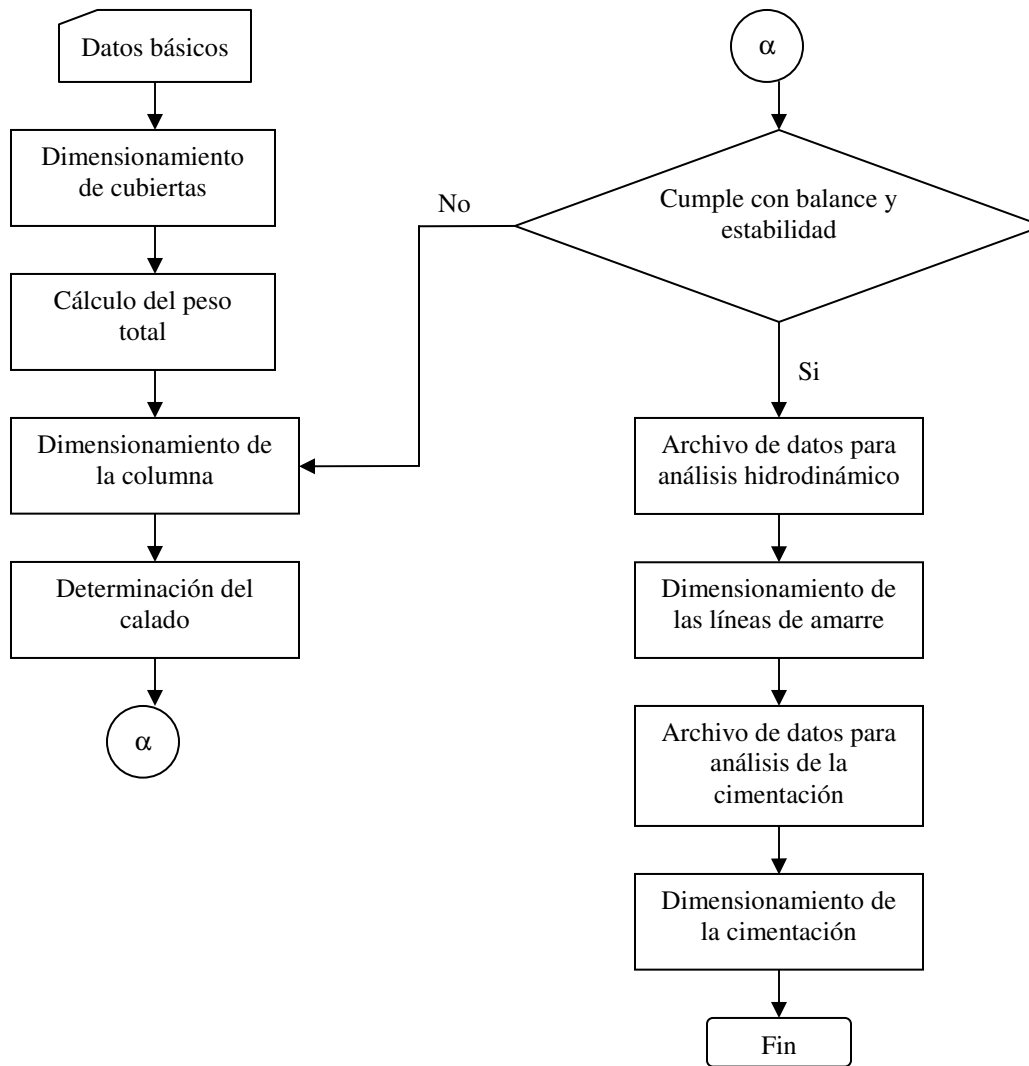 Datos básicos
Dimensionamiento
de cubiertas
Cálculo del peso
total
Dimensionamiento de
la columna
Determinación del
calado
α
α
Cumple con balance y
estabilidad
No
Si
Archivo de datos para
análisis hidrodinámico
Dimensionamiento de
las líneas de amarre
Archivo de datos para
análisis de la
cimentación
Dimensionamiento de
la cimentación
Fin